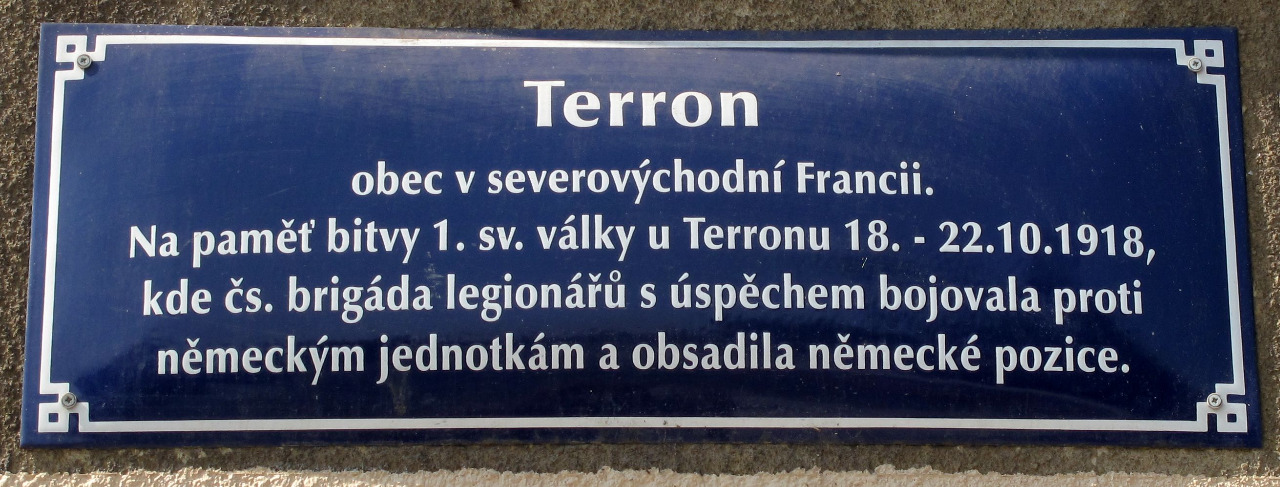 Terron
obec v severovýchodní Francii.
Na paměť bitvy 1. sv. války u Terronu 18. - 22.10.1918,
kde čs. brigáda legionářů s úspěchem bojovala proti
německým jednotkám a obsadila německé pozice.